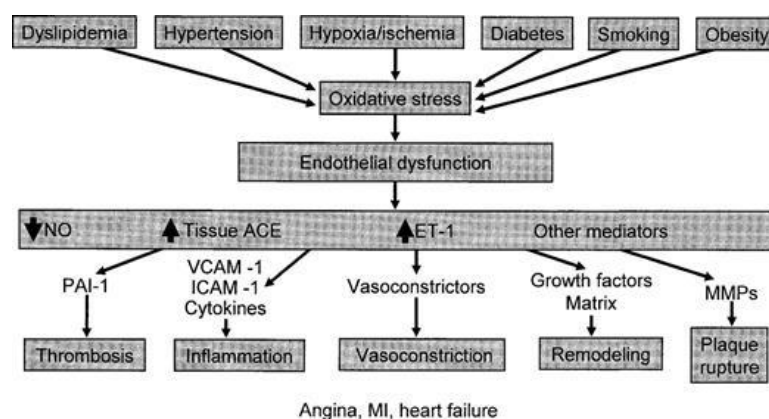 Dyslipidemia
Hypertension
Hypoxia/ischemia
Diabetes
Smoking
Obesity
Oxidative stress
Endothelial dysfunction
NO
Tissue ACE
ET-1
Other mediators
PAI-1
VCAM -1
ICAM -1
Cytokines
Vasoconstrictors
Growth factors
Matrix
MMPs
Thrombosis
Inflammation
Vasoconstriction
Remodeling
Plaque
rupture
Angina, MI, heart failure